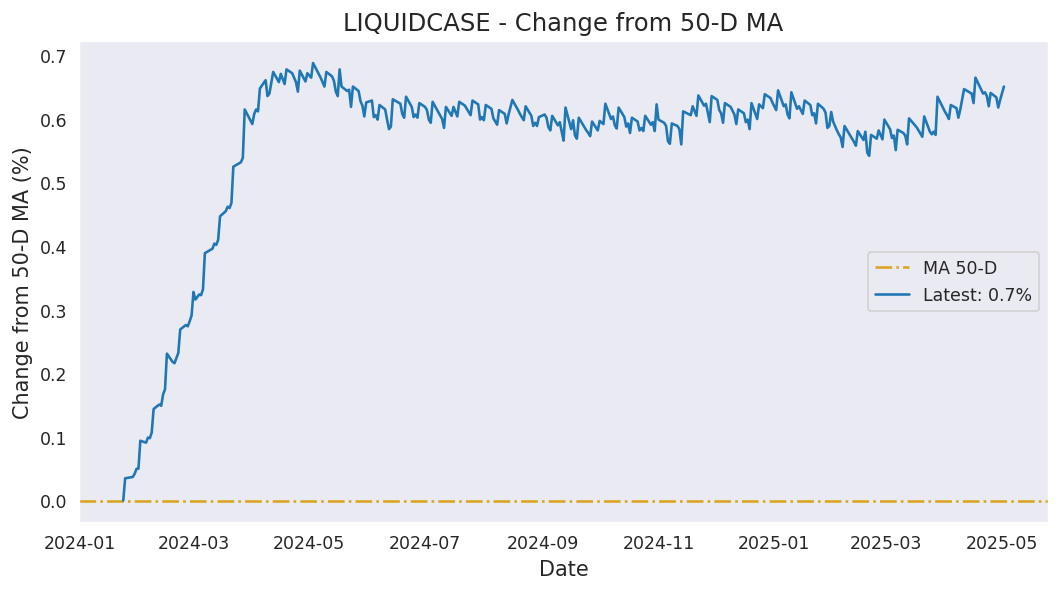 LIQUIDCASE - Change from 50-D MA
Change from 50-D MA (%)
0.7
0.6
0.5
0.4
0.3
0.2
0.1
0.0
MA 50-D
Latest: 0.7%
2024-01 2024-03 2024-05 2024-07 2024-09 2024-11 2025-01 2025-03 2025-05
Date